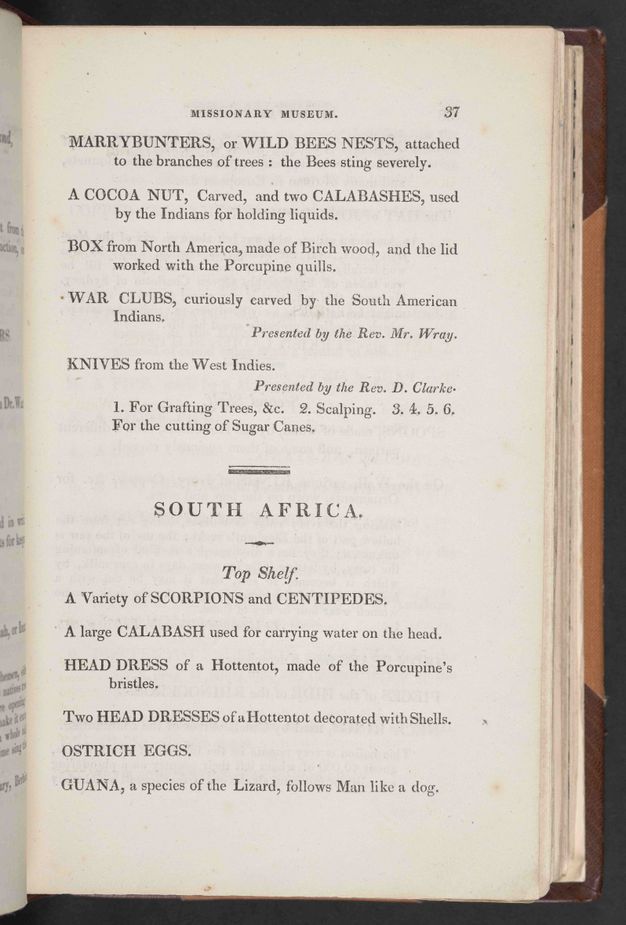 MISSIONARY MUSEUM. 37
MARRYBUNTERS, or WILD BEES NESTS, attached
to the branches of trees : the Bees sting severely.
A COCOA NUT, Carved, and two CALABASHES, used
by the Indians for holding liquids.
BOX from North America, made of Birch wood, and the lid
worked with the Porcupine quills.
WAR CLUBS, curiously carved by the South American
Indians.
Presented by the Rev. Mr. Wray.
KNIVES from the West Indies.
Presented by the Rev. D. Clarke.
1. For Grafting Trees, &c. 2. Scalping. 3. 4. 5. 6.
For the cutting of Sugar Canes.
SOUTH AFRICA.
Top Shelf.
A Variety of SCORPIONS and CENTIPEDES.
A large CALABASH used for carrying water on the head.
HEAD DRESS of a Hottentot, made of the Porcupine's
bristles.
Two HEAD DRESSES of a Hottentot decorated with Shells.
OSTRICH EGGS.
GUANA, a species of the Lizard, follows Man like a dog.